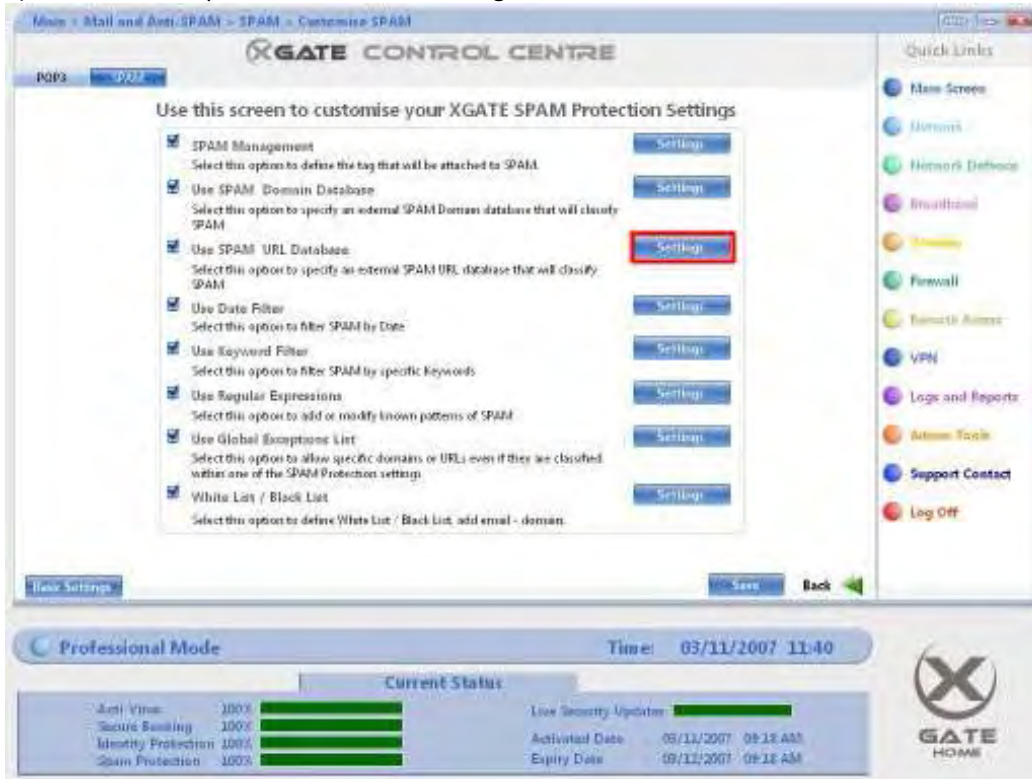 Main > Mail and Anti-SPAM > SPAM > Customise SPAM
XGATE CONTROL CENTRE
POP3 SPAM
Use this screen to customise your XGATE SPAM Protection Settings
SPAM Management Settings
Select this option to define the tag that will be attached to SPAM.
Use SPAM Domain Database Settings
Select this option to specify an external SPAM Domain database that will classify
SPAM
Use SPAM URL Database Settings
Select this option to specify an external SPAM URL database that will classify
SPAM
Use Date Filter Settings
Select this option to filter SPAM by Date
Use Keyword Filter Settings
Select this option to filter SPAM by specific Keywords
Use Regular Expressions Settings
Select this option to add or modify known patterns of SPAM
Use Global Exceptions List Settings
Select this option to allow specific domains or URLs even if they are classified
within one of the SPAM Protection settings
White List / Black List Settings
Select this option to define White List / Black List, add email - domain.
Basic Settings Save Back
Quick Links
Main Screen
Network Defence
Broadband
Firewall
Remote Access
VPN
Logs and Reports
Admin Tools
Support Contact
Log Off
Professional Mode Time: 03/11/2007 11:40
Current Status
Anti Virus 100%
Secure Banking 100%
Identity Protection 100%
Spam Protection 100%
Live Security Updates
Activated Date 09:18 AM
Expiry Date 09:18 AM
X
GATE
HOME